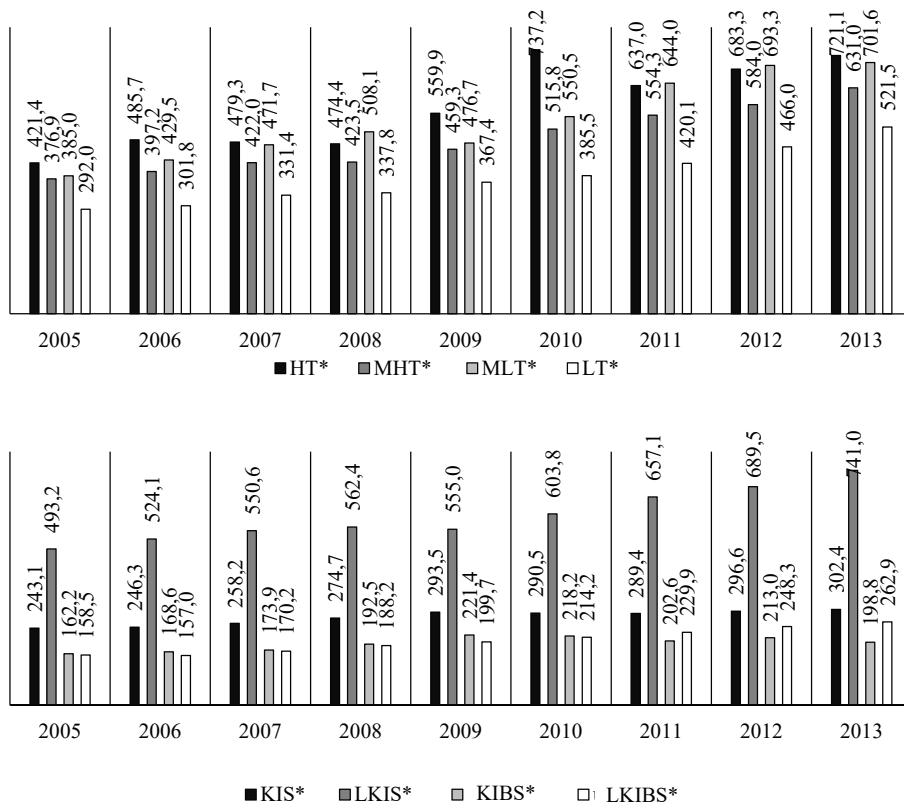 421,4 376,9 385,0 292,0
485,7 397,2 429,5 301,8
479,3 422,0 471,7 331,4
474,4 423,5 508,1 337,8
559,9 459,3 476,7 367,4
737,2 515,8 550,5 385,5
637,0 554,3 644,0 420,1
683,3 584,0 693,3 466,0
721,1 631,0 701,6 521,5
2005 2006 2007 2008 2009 2010 2011 2012 2013
HT* MHT* MLT* LT*
243,1 493,2 162,2 158,5
246,3 524,1 168,6 157,0
258,2 550,6 173,9 170,2
274,7 562,4 192,5 188,2
293,5 555,0 221,4 199,7
290,5 603,8 218,2 214,2
289,4 657,1 202,6 229,9
296,6 689,5 213,0 248,3
302,4 741,0 198,8 262,9
2005 2006 2007 2008 2009 2010 2011 2012 2013
KIS* LKIS* KIBS* LKIBS*